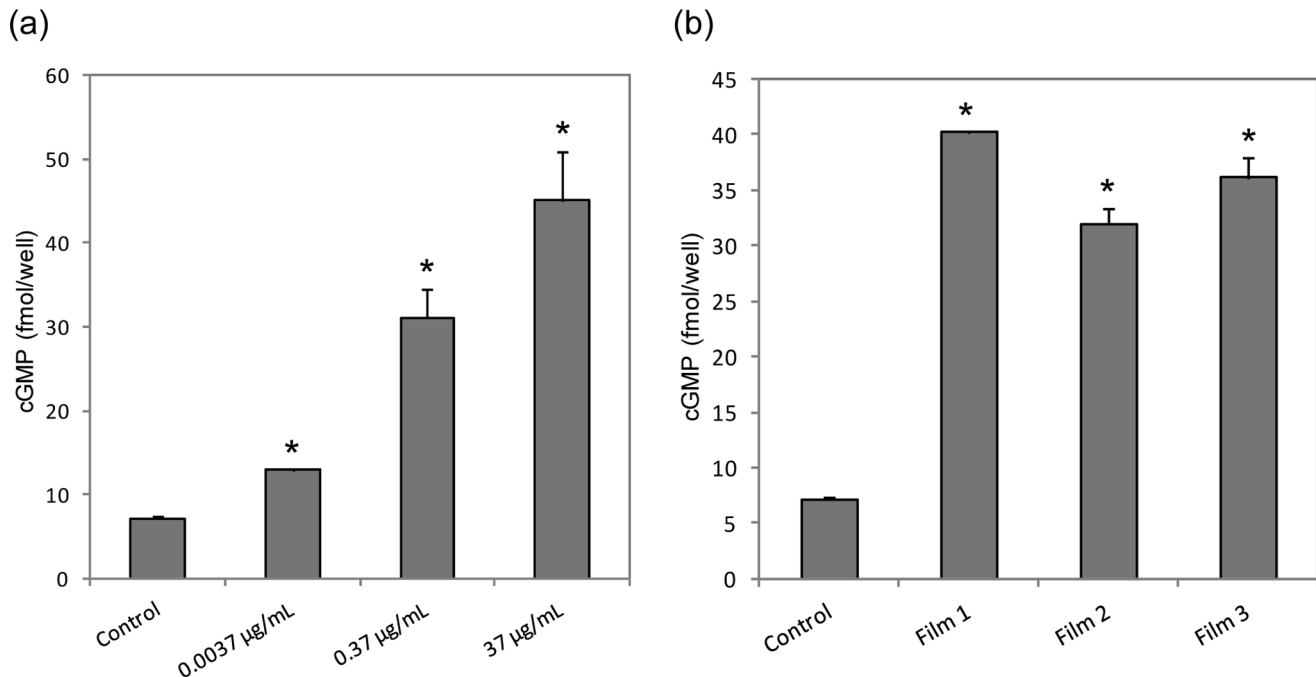 (a)
60
50
40
30
20
10
0
cGMP (fmol/well)
*
*
*
Control
0.0037 µg/mL
0.37 µg/mL
37 µg/mL
(b)
45
40
35
30
25
20
15
10
5
0
cGMP (fmol/well)
*
*
*
Control
Film 1
Film 2
Film 3